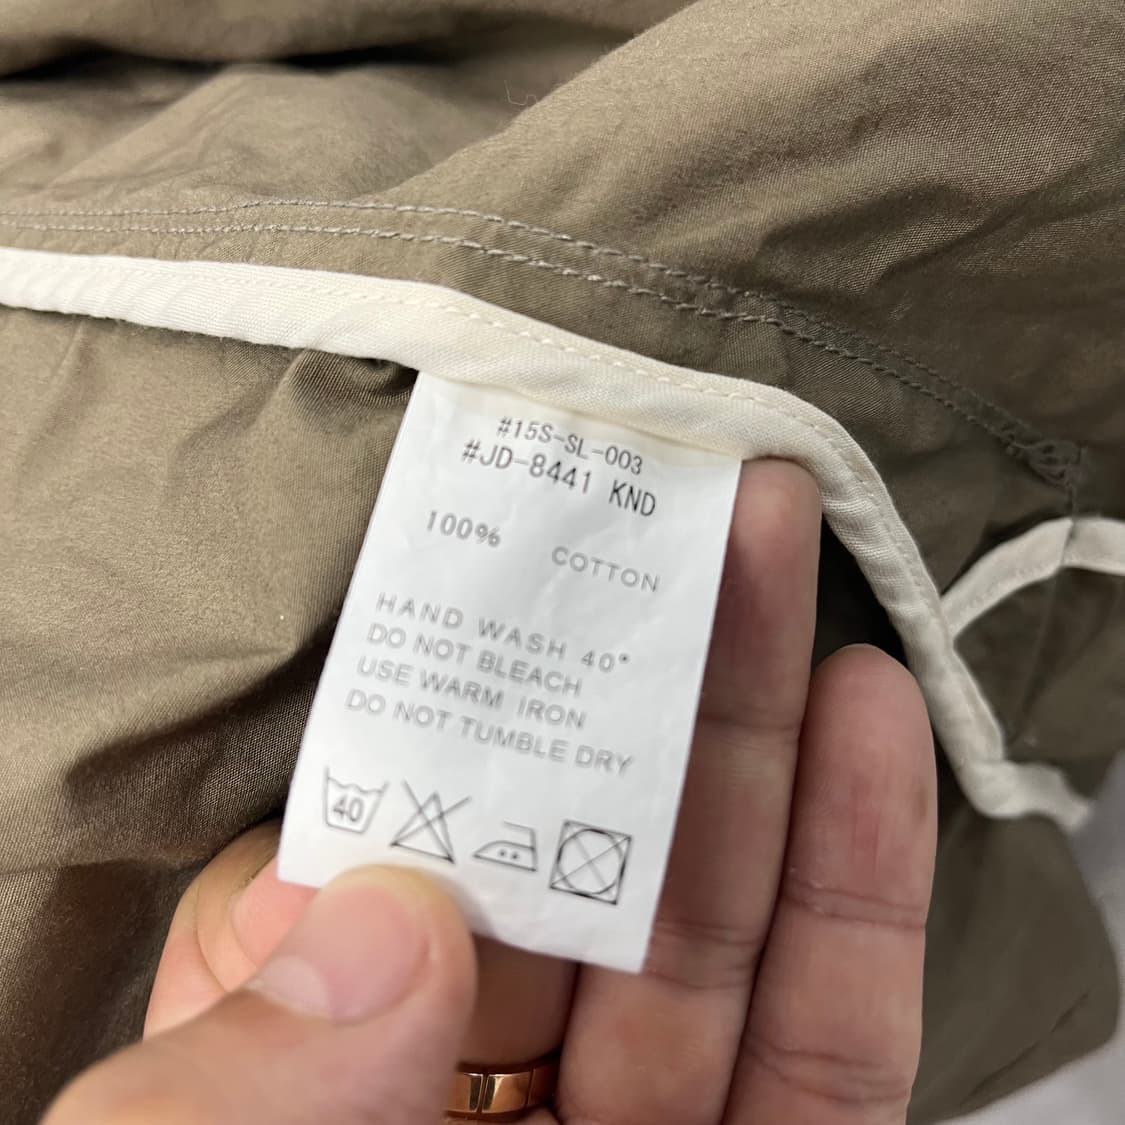 #15S-SL-003
#JD-8441 KND
100% COTTON
HAND WASH 40°
DO NOT BLEACH
USE WARM IRON
DO NOT TUMBLE DRY
40